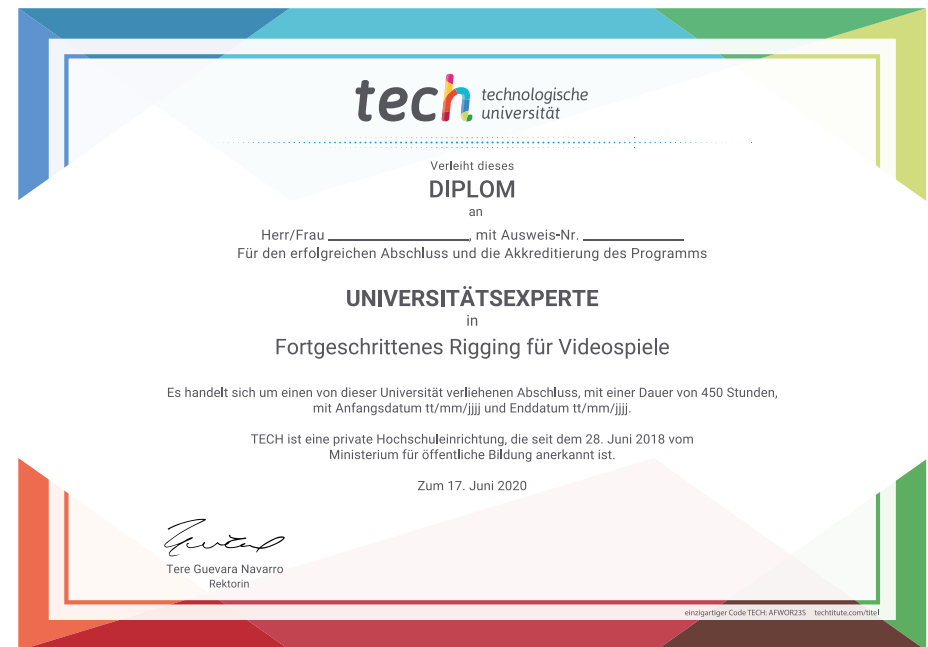 tech technologische
universität
Verleiht dieses
DIPLOM
an
Herr/Frau ____________________, mit Ausweis-Nr. ______________
Für den erfolgreichen Abschluss und die Akkreditierung des Programms
UNIVERSITÄTSEXPERTE
in
Fortgeschrittenes Rigging für Videospiele
Es handelt sich um einen von dieser Universität verliehenen Abschluss, mit einer Dauer von 450 Stunden,
mit Anfangsdatum tt/mm/jjjj und Enddatum tt/mm/jjjj.
TECH ist eine private Hochschuleinrichtung, die seit dem 28. Juni 2018 vom
Ministerium für öffentliche Bildung anerkannt ist.
Zum 17. Juni 2020
Tere Guevara Navarro
Rektorin
einzigartiger Code TECH: AFWOR23S techtitute.com/titel